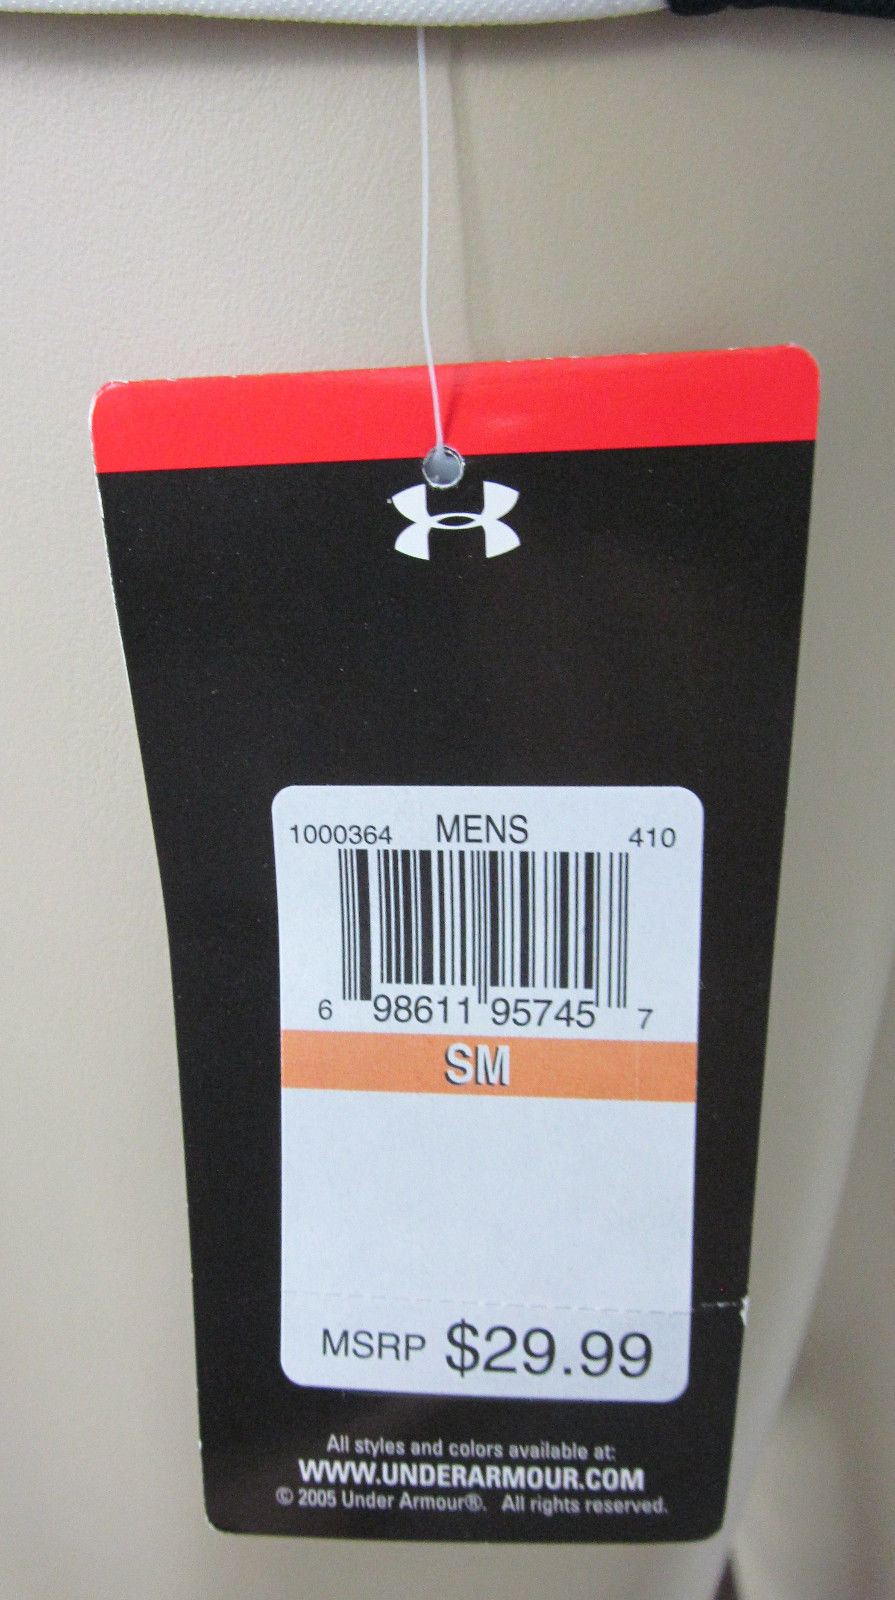 1000364 MENS 410
6 98611 95745 7
SM
MSRP $29.99
All styles and colors available at:
WWW.UNDERARMOUR.COM
© 2005 Under Armour®. All rights reserved.